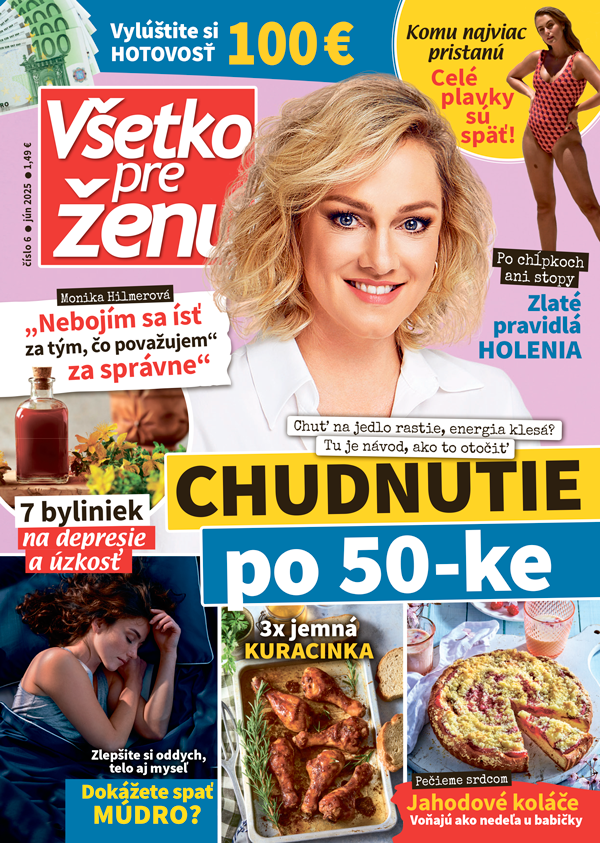 Vylúštite si
HOTOVOSŤ
100 €
Komu najviac
pristanú
Celé
plavky
sú
späť!
Všetko
pre
ženu
číslo 6 ● jún 2025 ● 1,49 €
Po chĺpkoch
ani stopy
Zlaté
pravidlá
HOLENIA
Monika Hilmerová
„Nebojím sa ísť
za tým, čo považujem“
za správne“
Chuť na jedlo rastie, energia klesá?
Tu je návod, ako to otočiť
CHUDNUTIE
po 50-ke
7 byliniek
na depresie
a úzkosť
Zlepšite si oddych,
telo aj myseľ
Dokážete spať
MÚDRO?
3x jemná
KURACINKA
Pečieme srdcom
Jahodové koláče
Voňajú ako nedeľa u babičky